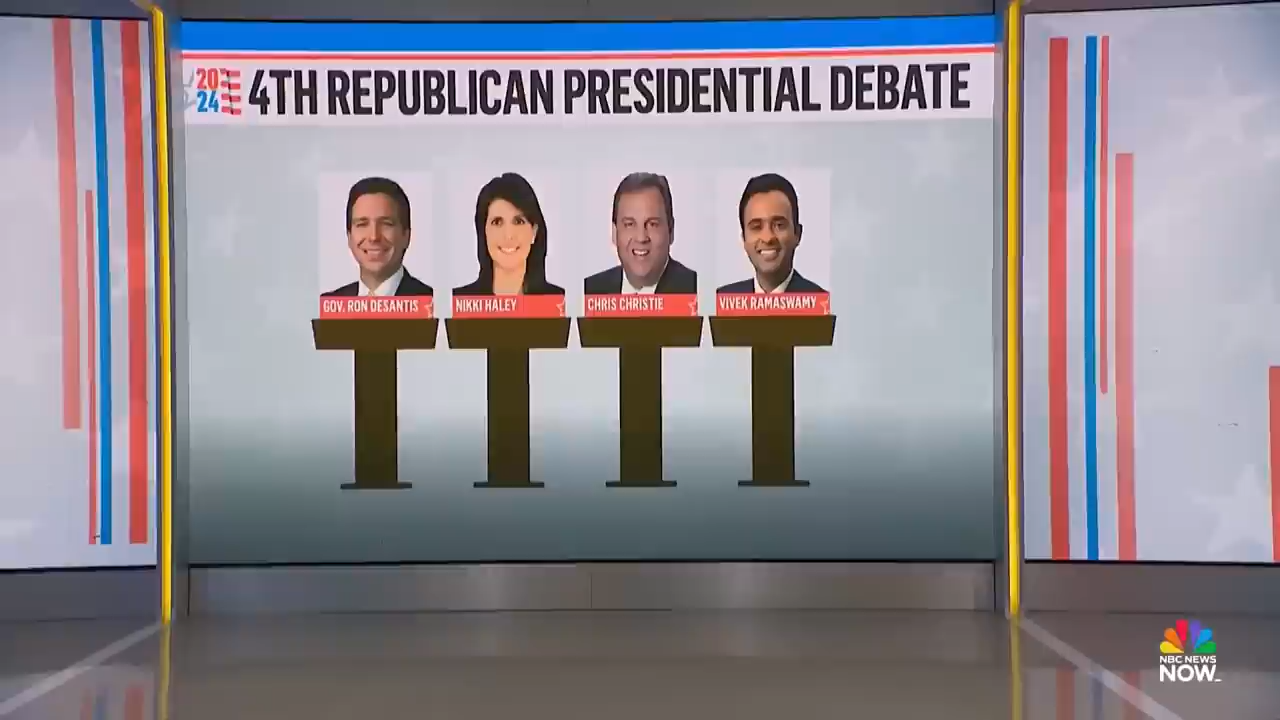 2024
4TH REPUBLICAN PRESIDENTIAL DEBATE
GOV. RON DESANTIS
NIKKI HALEY
CHRIS CHRISTIE
VIVEK RAMASWAMY
NBC NEWS
NOW